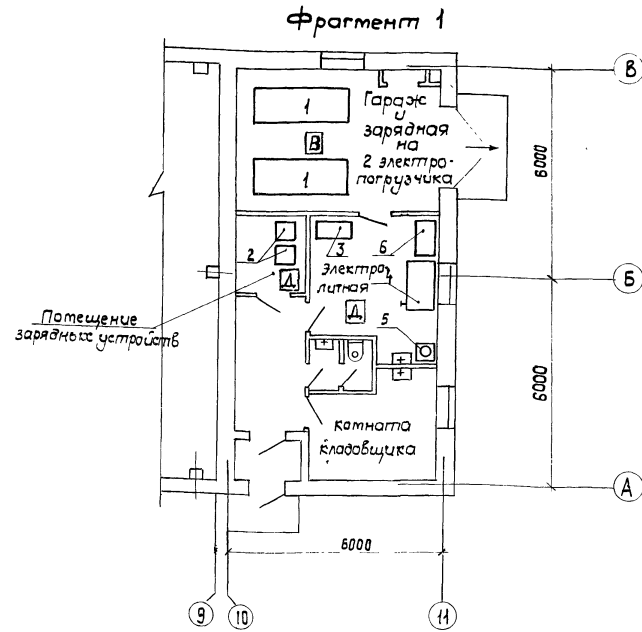 Фрагмент 1
В
1
Гараж
и
зарядная
на
2 электро-
погрузчика
В
1
6000
2
3
6
Электро-
литная
4
Д
Д
Б
Помещение
зарядных устройств
5
6000
комната
кладовщика
А
6000
9
10
11